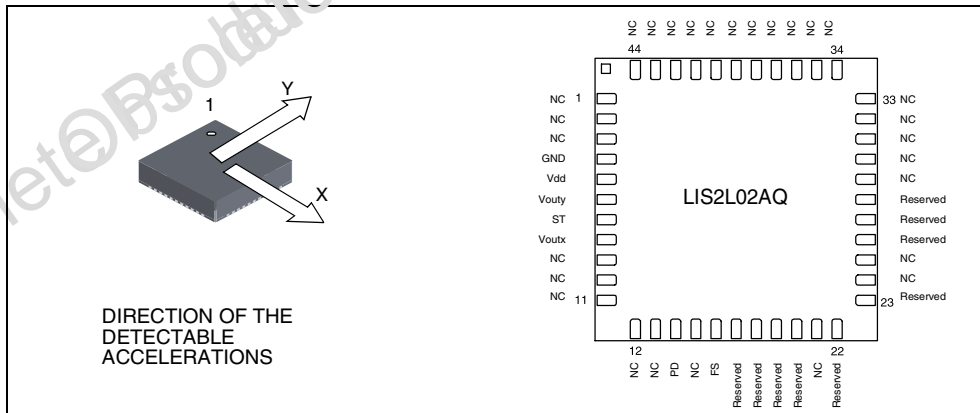 1
Y
X
DIRECTION OF THE
DETECTABLE
ACCELERATIONS
NC NC NC NC NC NC NC NC NC NC NC
44 34
NC 1
NC
NC
GND
Vdd
Vouty
ST
Voutx
NC
NC
NC 11
LIS2L02AQ
33 NC
NC
NC
NC
NC
Reserved
Reserved
Reserved
NC
NC
23 Reserved
12 22
NC NC PD NC FS Reserved Reserved Reserved Reserved NC Reserved